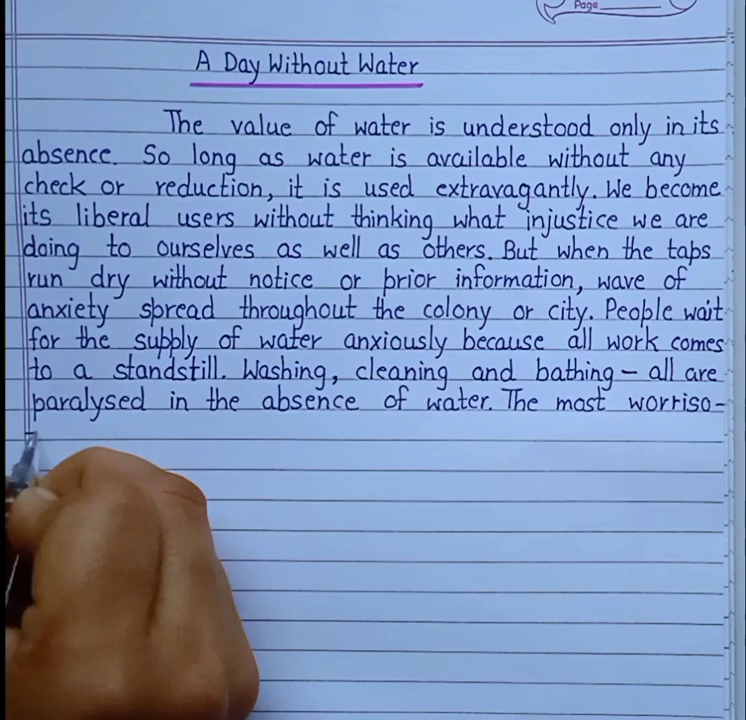 Page
A Day Without Water
The value of water is understood only in its
absence. So long as water is available without any
check or reduction, it is used extravagantly. We become
its liberal users without thinking what injustice we are
doing to ourselves as well as others. But when the taps
run dry without notice or prior information, wave of
anxiety spread throughout the colony or city. People wait
for the supply of water anxiously because all work comes
to a standstill. Washing, cleaning and bathing – all are
paralysed in the absence of water. The most worriso-